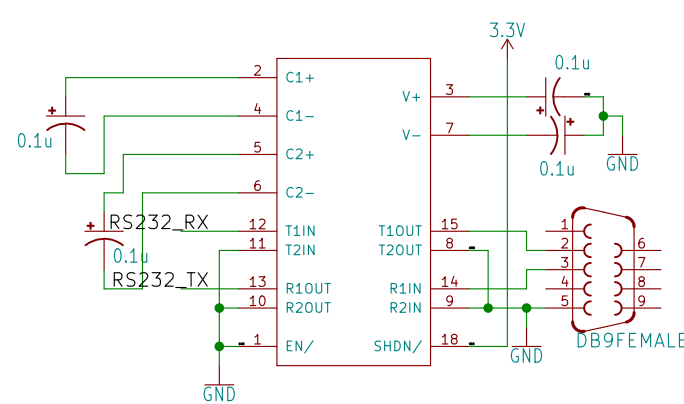 3.3V
2 C1+
0.1u
3 V+
4 C1-
0.1u
7 V-
GND
5 C2+
0.1u
6 C2-
RS232_RX
12 T1IN
T1OUT 15
1
11 T2IN
T2OUT 8
2
6
0.1u
3
7
RS232_TX
13 R1OUT
R1IN 14
4
8
10 R2OUT
R2IN 9
5
9
1 EN/
SHDN/ 18
GND
DB9FEMALE
GND